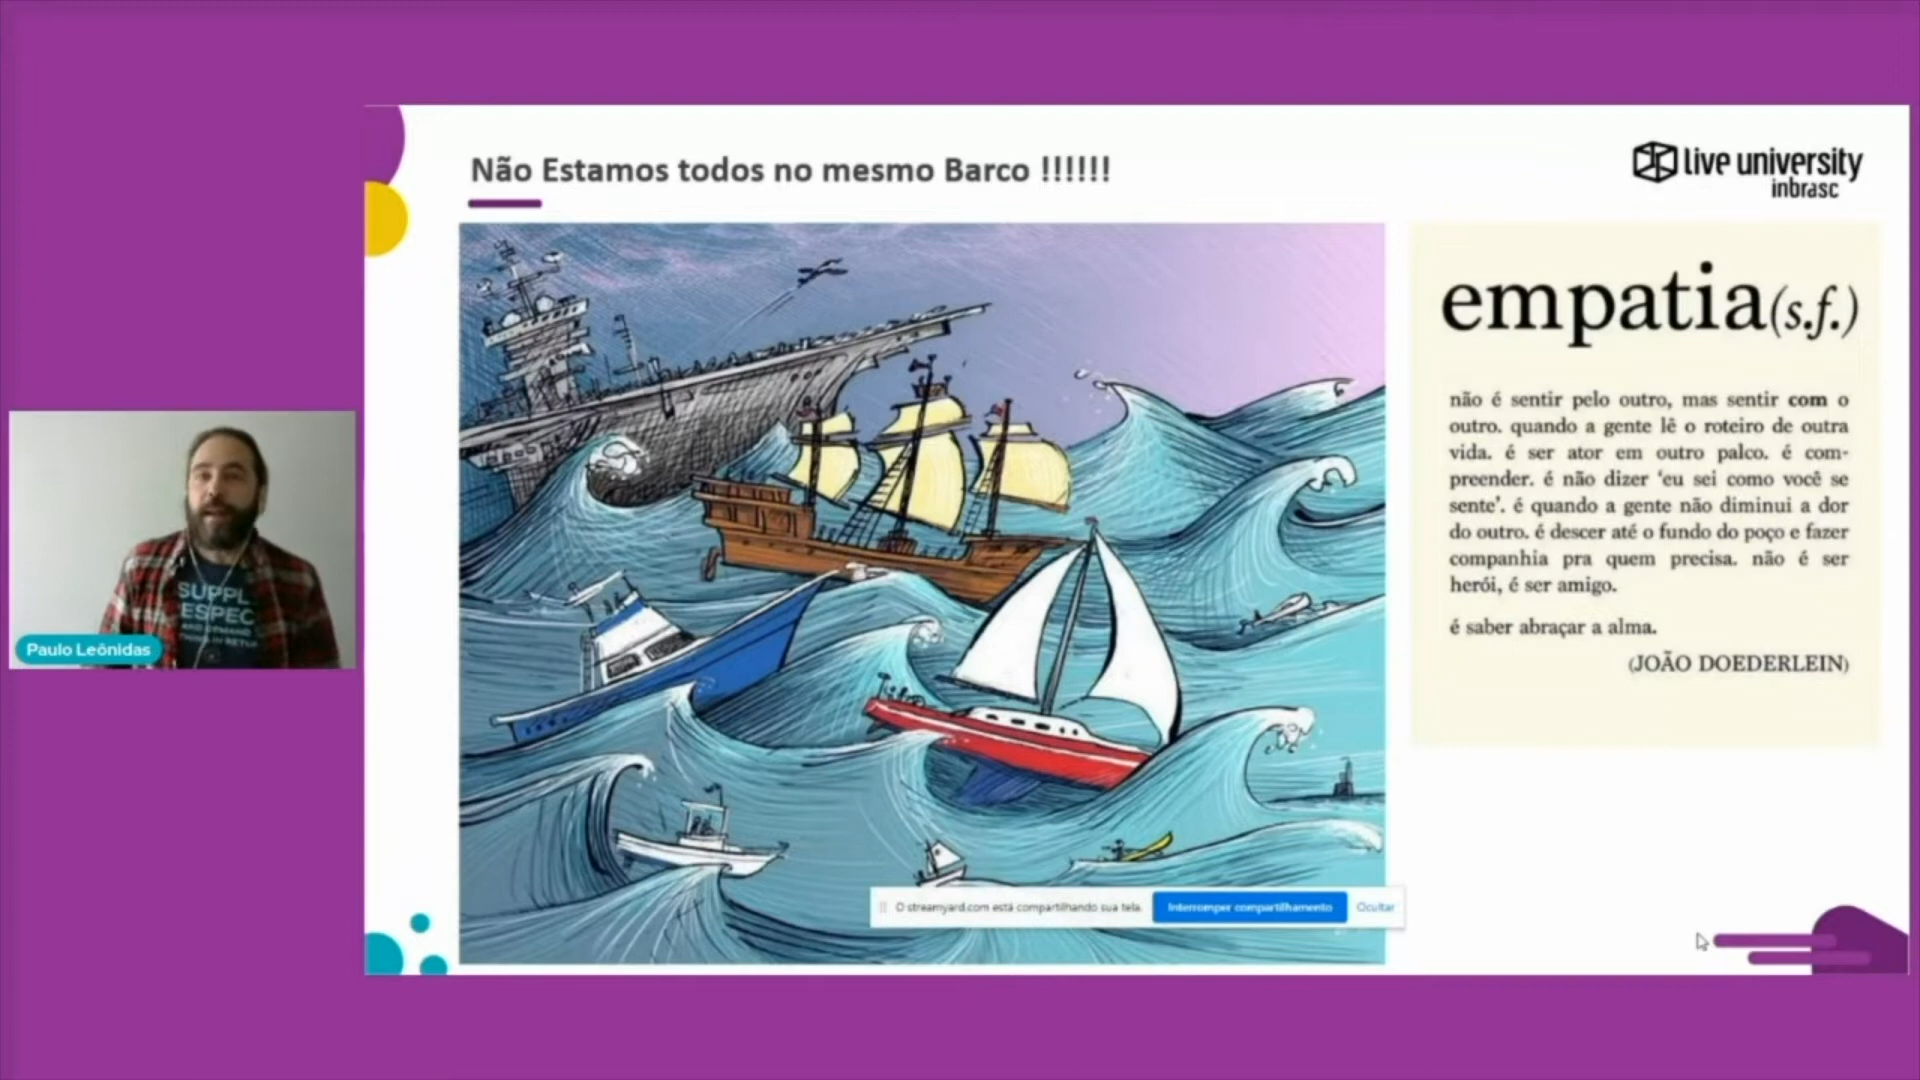 Não Estamos todos no mesmo Barco !!!!!!
live university
inbrasc
empatia(s.f.)
não é sentir pelo outro, mas sentir com o
outro. quando a gente lê o roteiro de outra
vida. é ser ator em outro palco. é com-
preender. é não dizer ‘eu sei como você se
sente’. é quando a gente não diminui a dor
do outro. é descer até o fundo do poço e fazer
companhia pra quem precisa. não é ser
herói, é ser amigo.
é saber abraçar a alma.
(JOÃO DOEDERLEIN)
SUPPL
ESPEC
Paulo Leônidas
O streamyard.com está compartilhando sua tela.
Interromper compartilhamento
Ocultar